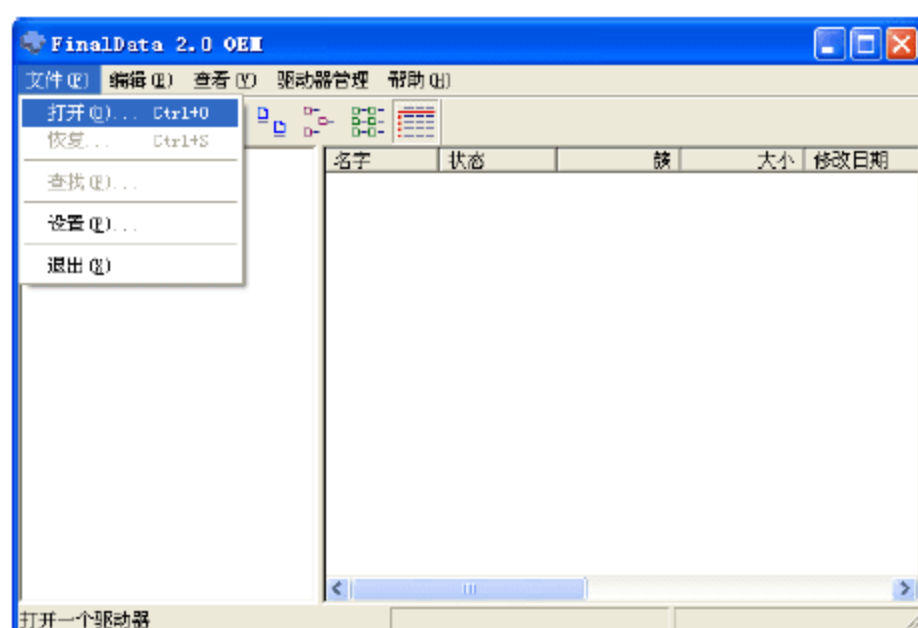 FinalData 2.0 OEM
文件(F) 编辑(E) 查看(V) 驱动器管理 帮助(H)
打开(O)... Ctrl+O
恢复... Ctrl+S
查找(F)...
设置(P)...
退出(X)
名字 状态 簇 大小 修改日期
打开一个驱动器